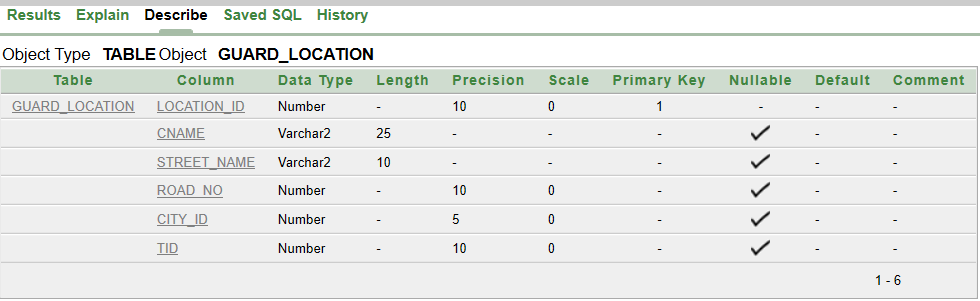 Results Explain Describe Saved SQL History
Object Type TABLE Object GUARD_LOCATION
Table Column Data Type Length Precision Scale Primary Key Nullable Default Comment
GUARD_LOCATION LOCATION_ID Number - 10 0 1 - - -
CNAME Varchar2 25 - - - ✓ - -
STREET_NAME Varchar2 10 - - - ✓ - -
ROAD_NO Number - 10 0 - ✓ - -
CITY_ID Number - 5 0 - ✓ - -
TID Number - 10 0 - ✓ - -
1 - 6